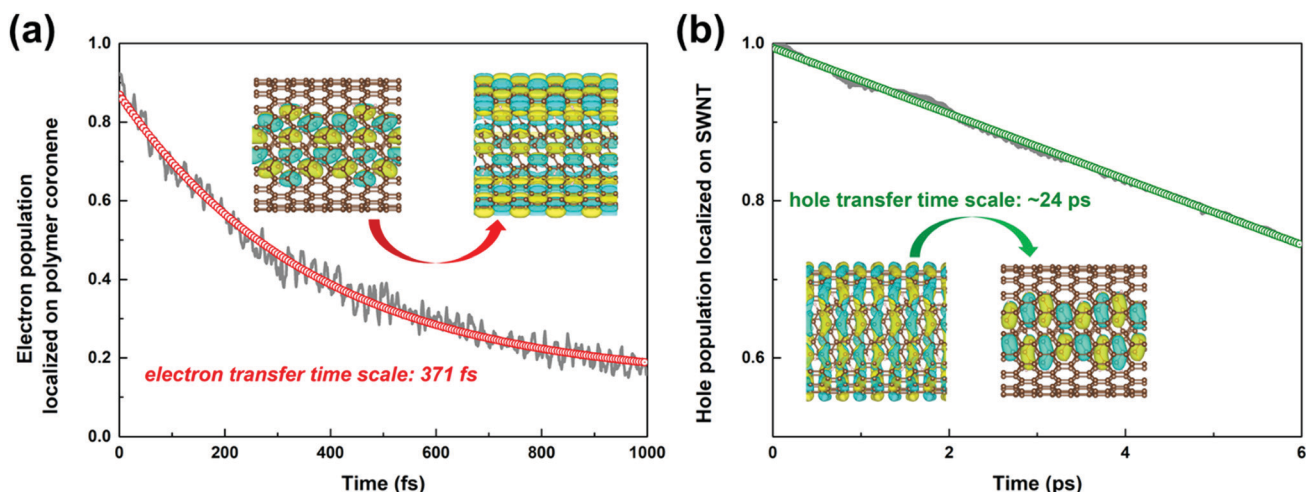 (a)
1.0
0.8
0.6
0.4
0.2
0.0
Electron population
localized on polymer coronene
electron transfer time scale: 371 fs
0
200
400
600
800
1000
Time (fs)
(b)
1.0
0.8
0.6
Hole population localized on SWNT
hole transfer time scale: ~24 ps
0
2
4
6
Time (ps)